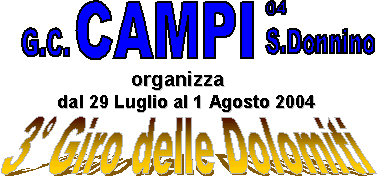 G.C. CAMPI 04 S.Donnino
organizza
dal 29 Luglio al 1 Agosto 2004
3° Giro delle Dolomiti